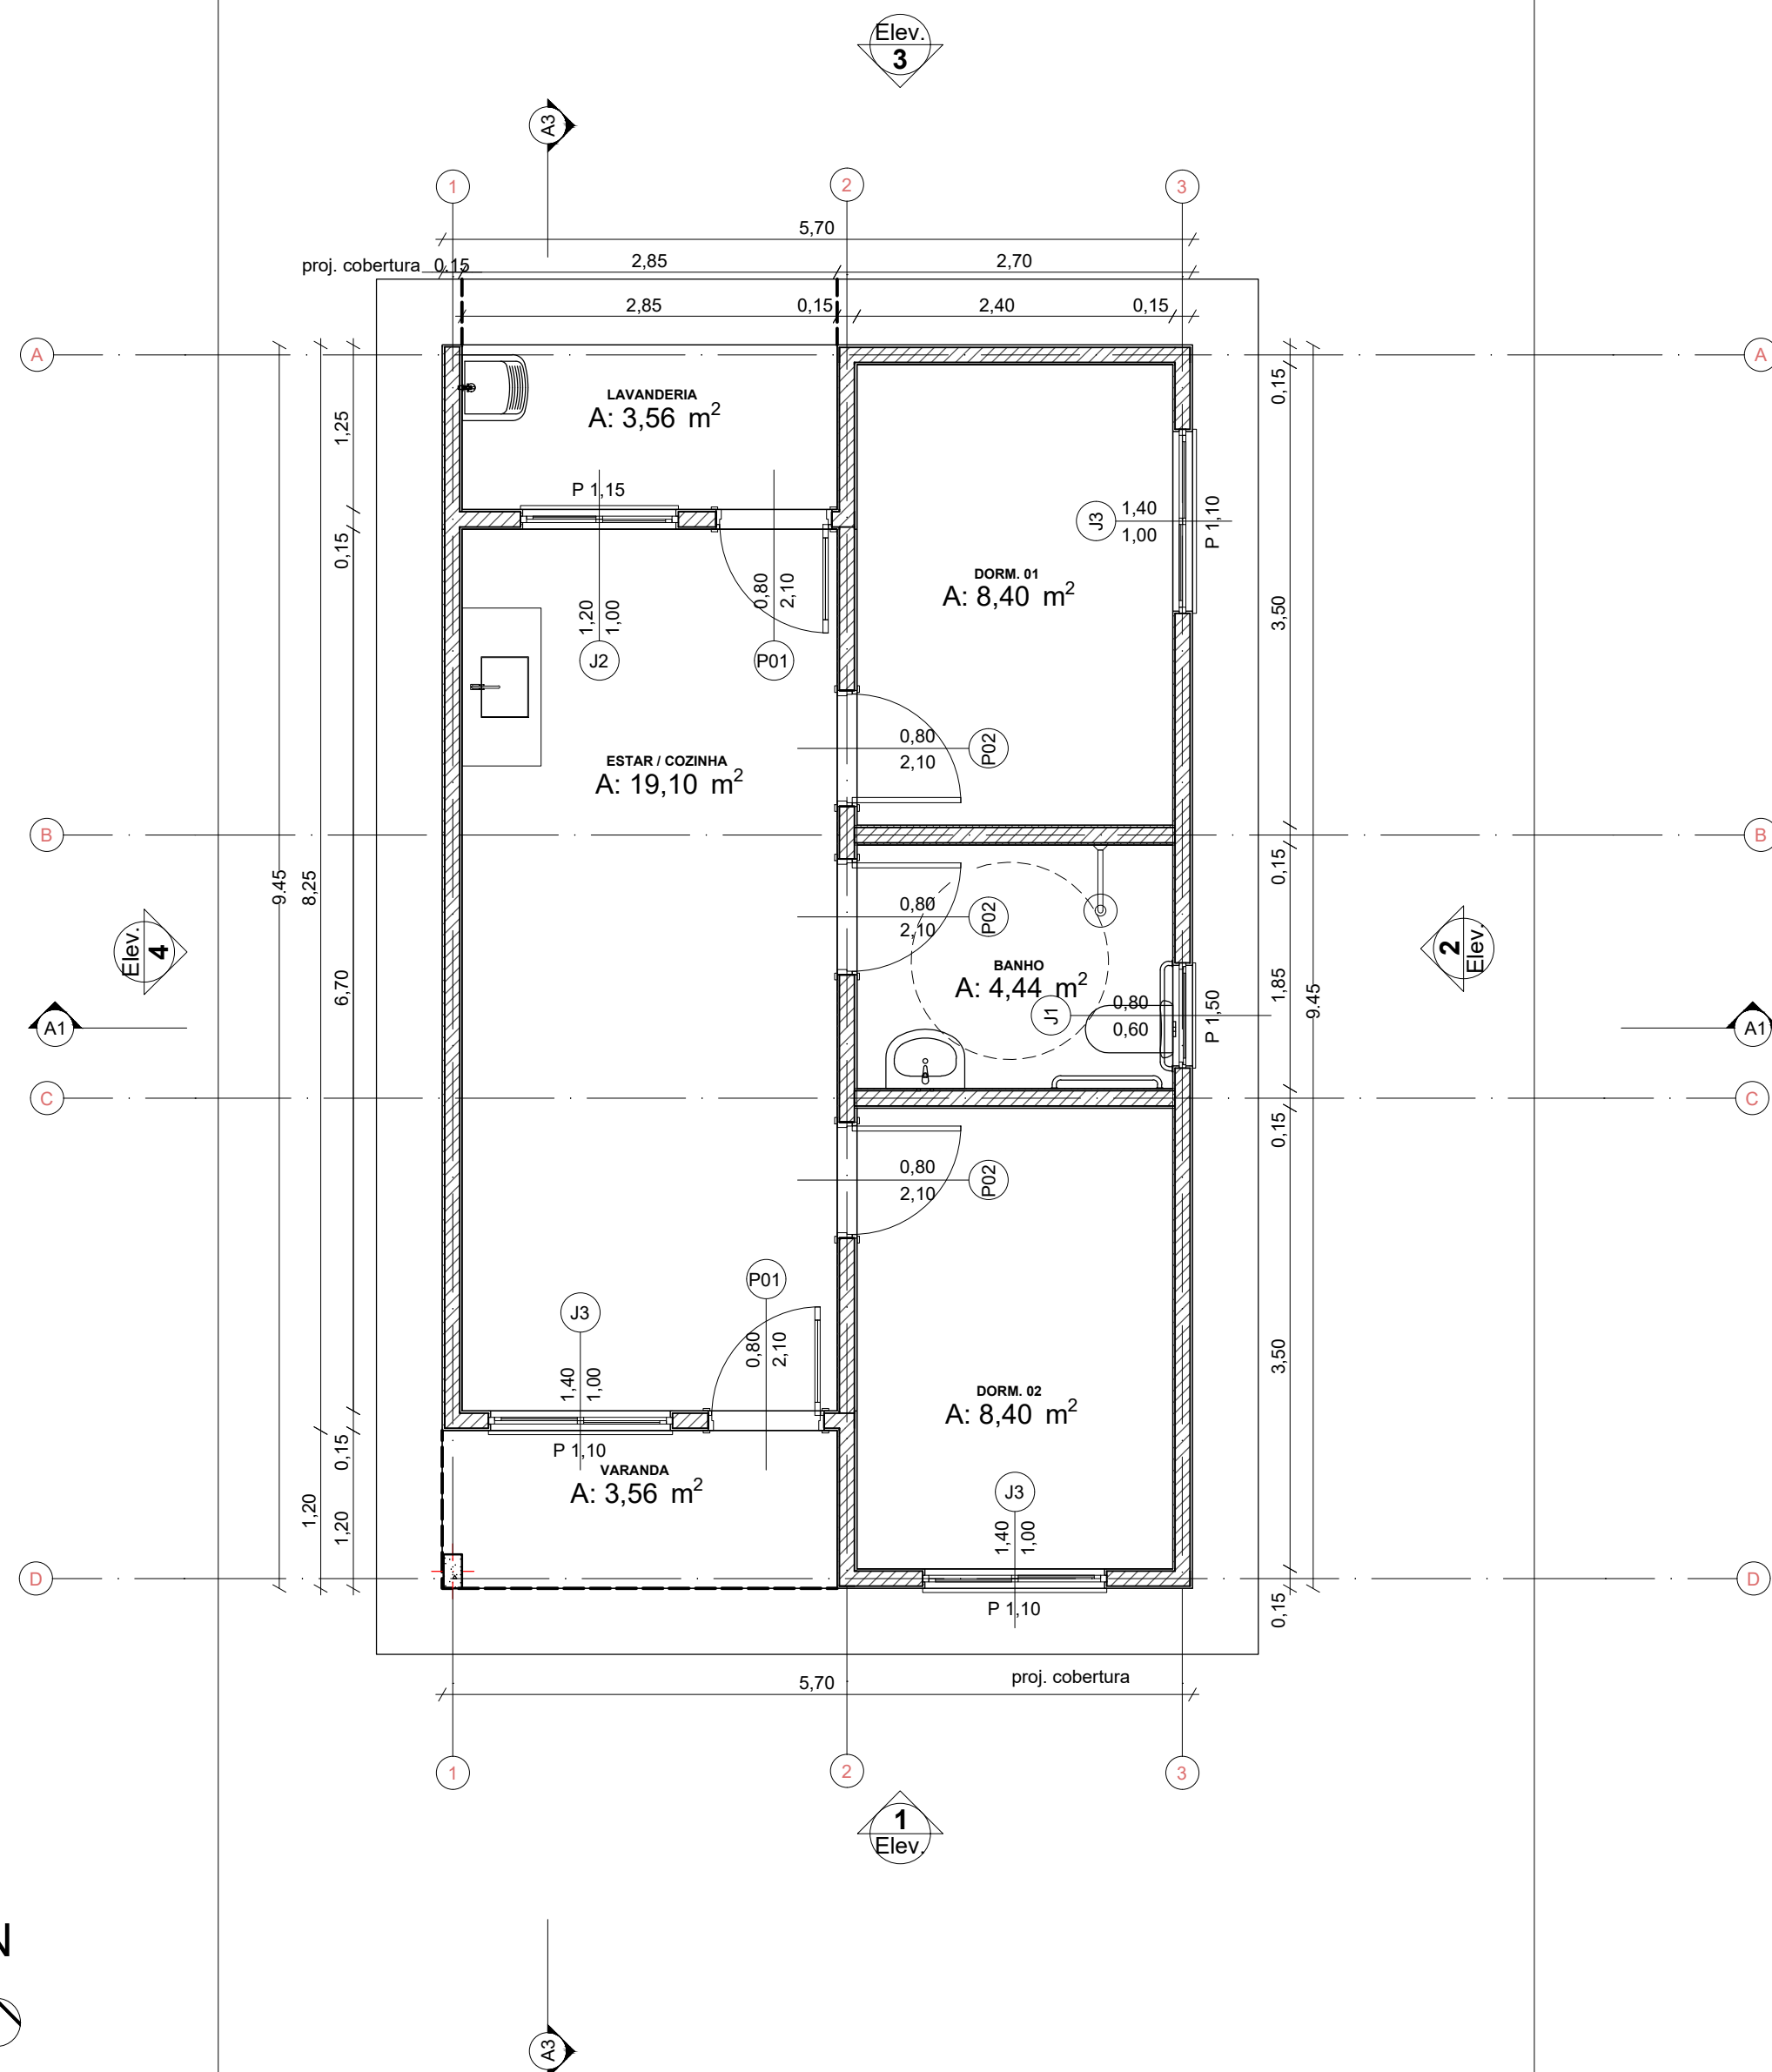 Elev.
3
A3
1
2
3
5,70
proj. cobertura
0,15
2,85
2,70
2,85
0,15
2,40
0,15
A
A
LAVANDERIA
A: 3,56 m²
1,25
0,15
P 1,15
J3
1,40
1,00
P 1,10
0,15
DORM. 01
A: 8,40 m²
3,50
0,80
2,10
1,20
1,00
J2
P01
0,80
2,10
P02
ESTAR / COZINHA
A: 19,10 m²
B
B
9.45
8,25
6,70
0,15
0,80
2,10
P02
Elev.
4
2
Elev.
BANHO
A: 4,44 m²
J1
0,80
0,60
P 1,50
1,85
9.45
A1
A1
C
C
0,15
0,80
2,10
P02
P01
J3
0,80
2,10
1,40
1,00
3,50
DORM. 02
A: 8,40 m²
P 1,10
VARANDA
A: 3,56 m²
0,15
1,20
1,20
J3
1,40
1,00
D
D
P 1,10
0,15
proj. cobertura
5,70
1
2
3
1
Elev.
N
A3